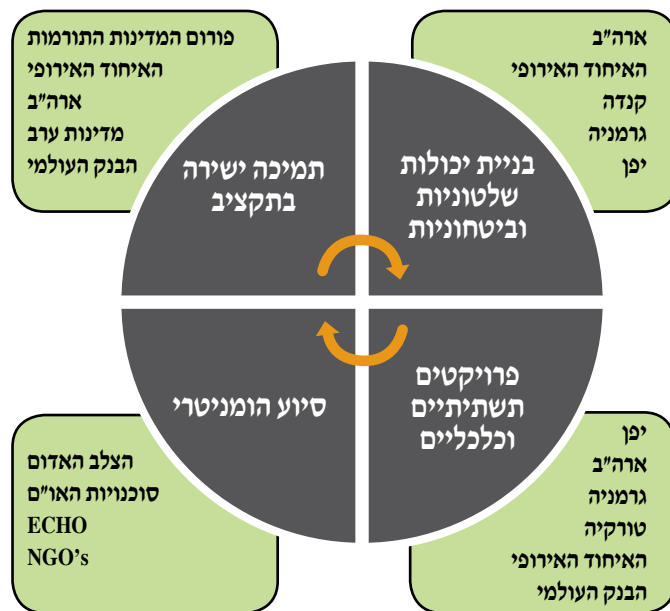 ארה"ב
האיחוד האירופי
קנדה
גרמניה
יפן
בניית יכולות
שלטוניות
וביטחוניות
פורום המדינות התורמות
האיחוד האירופי
ארה"ב
מדינות ערב
הבנק העולמי
תמיכה ישירה
בתקציב
פרויקטים
תשתיתיים
וכלכליים
יפן
ארה"ב
גרמניה
טורקיה
האיחוד האירופי
הבנק העולמי
סיוע הומניטרי
הצלב האדום
סוכנויות האו"ם
ECHO
NGO's